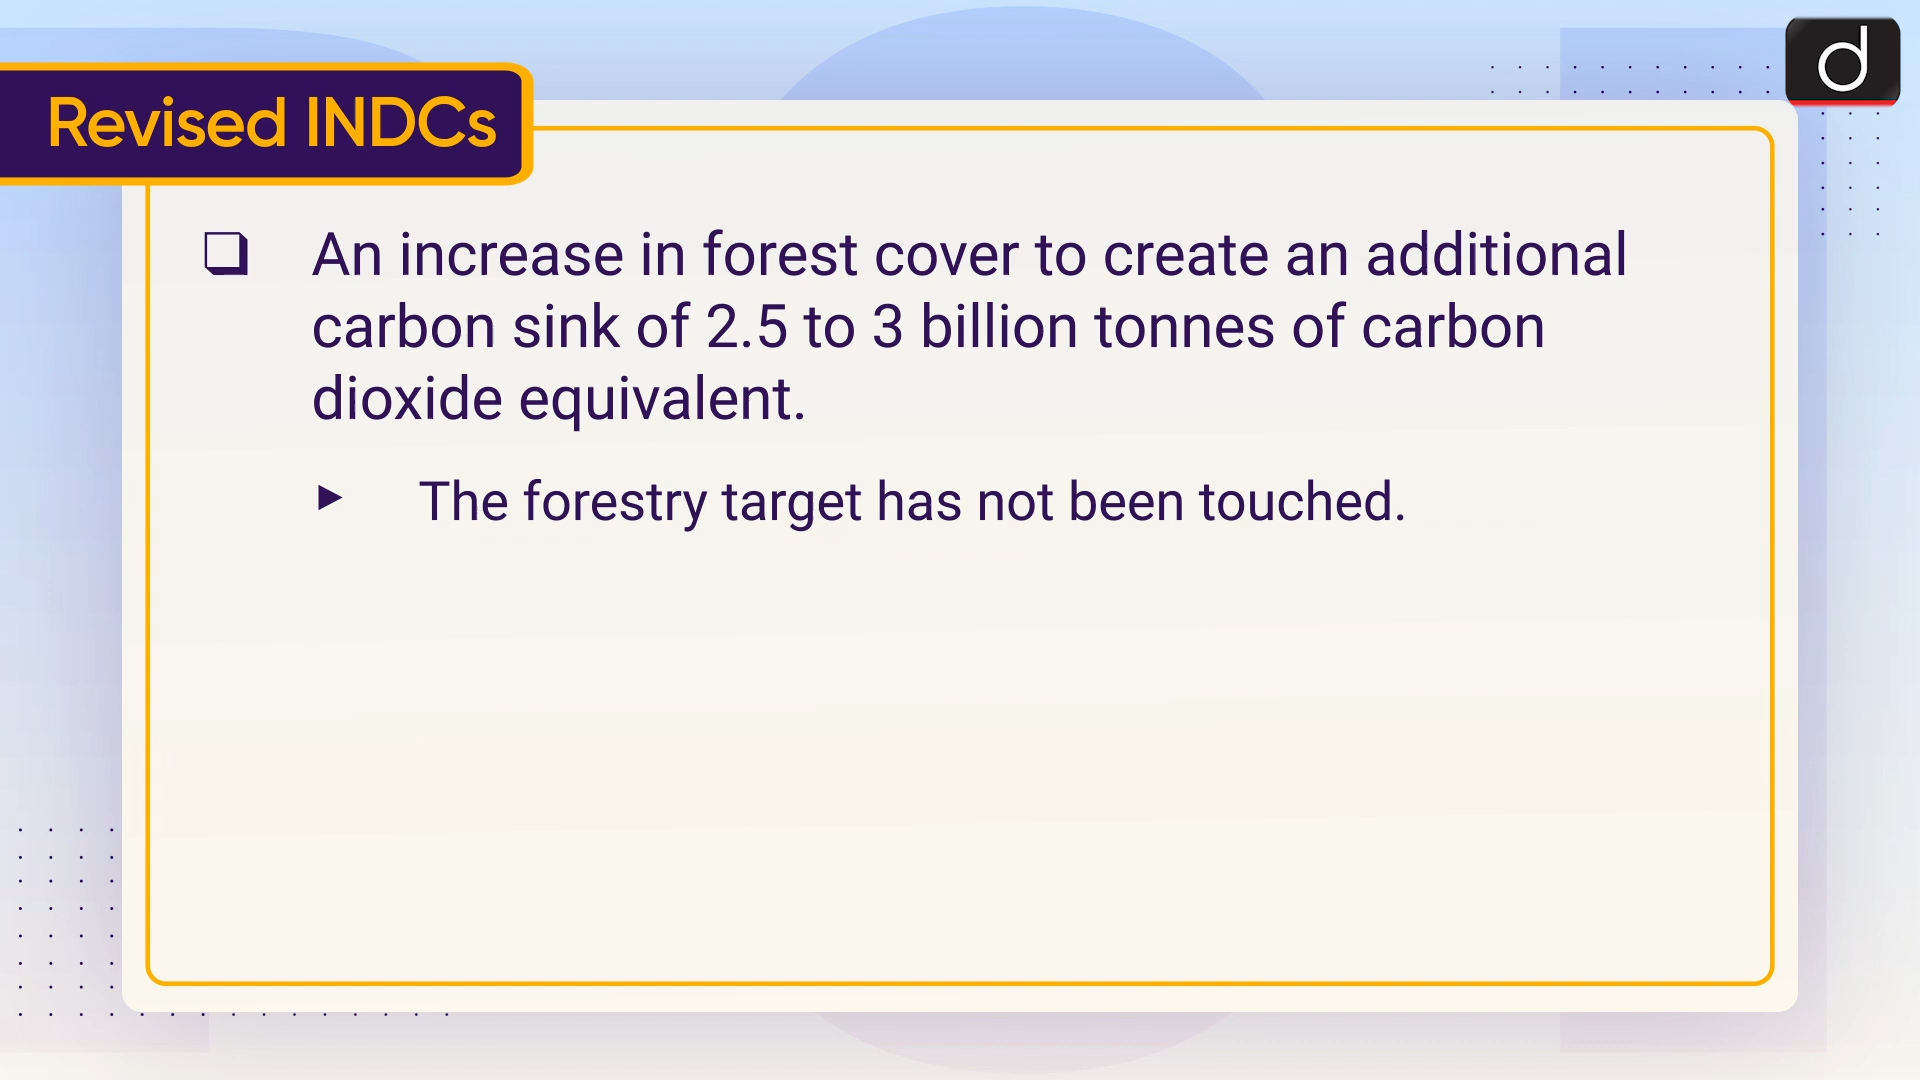 Revised INDCs
d
❑ An increase in forest cover to create an additional
carbon sink of 2.5 to 3 billion tonnes of carbon
dioxide equivalent.
► The forestry target has not been touched.